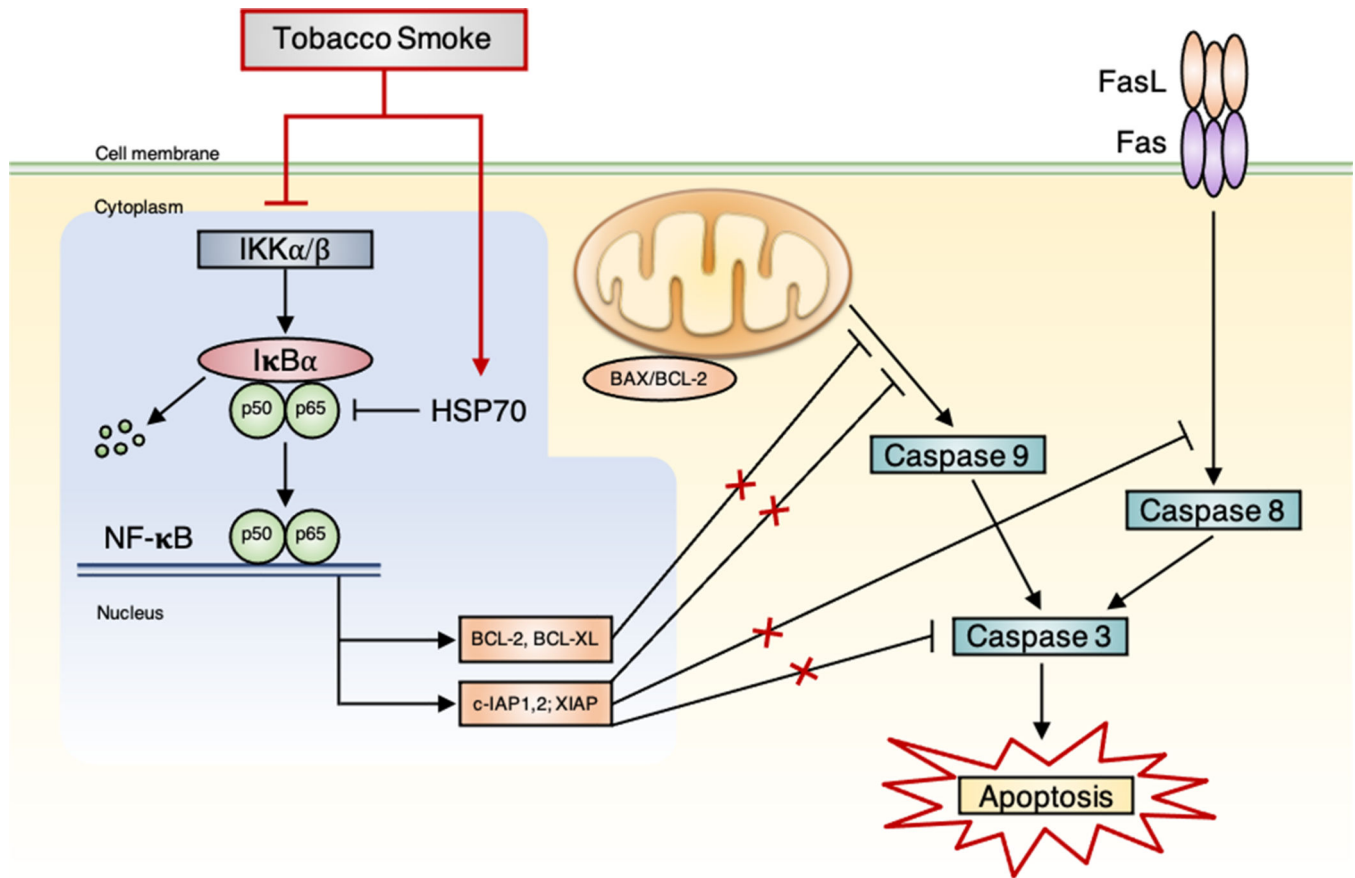 Tobacco Smoke
FasL
Fas
Cell membrane
Cytoplasm
IKKα/β
IκBα
p50 p65
HSP70
BAX/BCL-2
Caspase 9
Caspase 8
NF-κB
p50 p65
Nucleus
BCL-2, BCL-XL
Caspase 3
c-IAP1,2; XIAP
Apoptosis